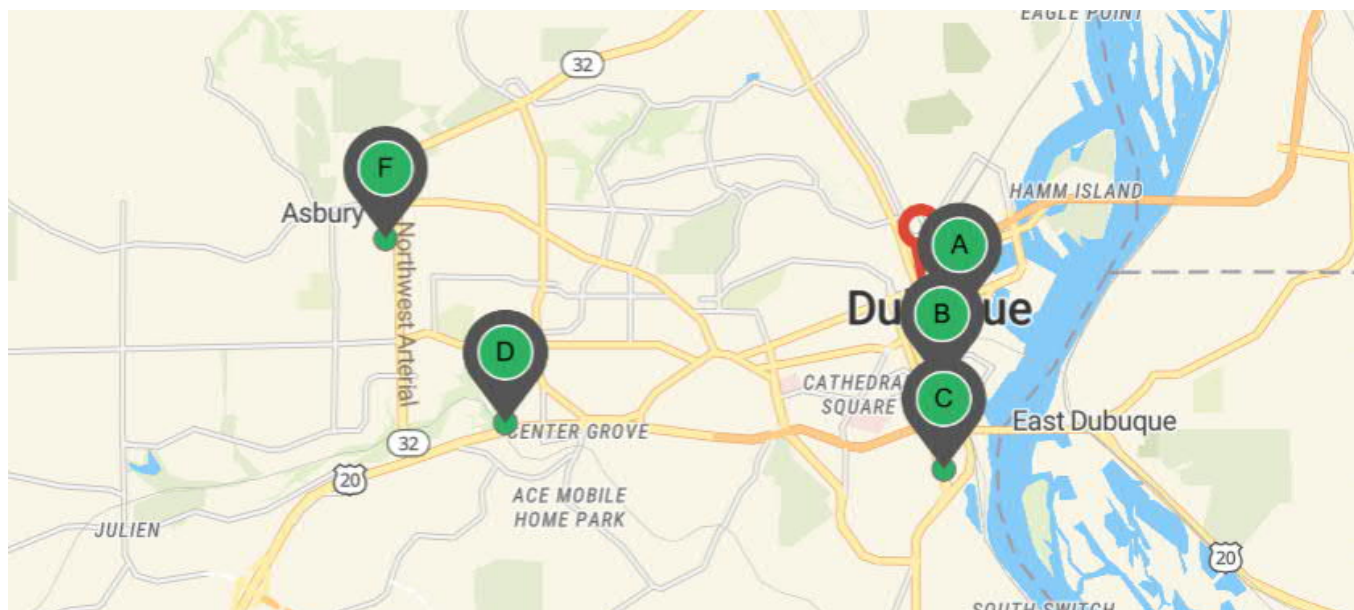 EAGLE POINT
32
F
Asbury
HAMM ISLAND
A
Northwest Arterial
B
D
CATHEDRA
SQUARE
C
East Dubuque
CENTER GROVE
32
20
ACE MOBILE
HOME PARK
JULIEN
20
SOUTH SWITCH